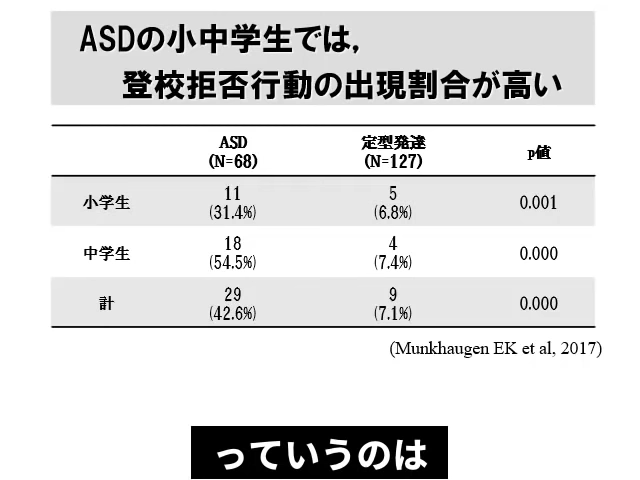 ASDの小中学生では,
登校拒否行動の出現割合が高い
ASD (N=68) 定型発達 (N=127) p値
小学生 11 (31.4%) 5 (6.8%) 0.001
中学生 18 (54.5%) 4 (7.4%) 0.000
計 29 (42.6%) 9 (7.1%) 0.000
(Munkhaugen EK et al, 2017)
っていうのは